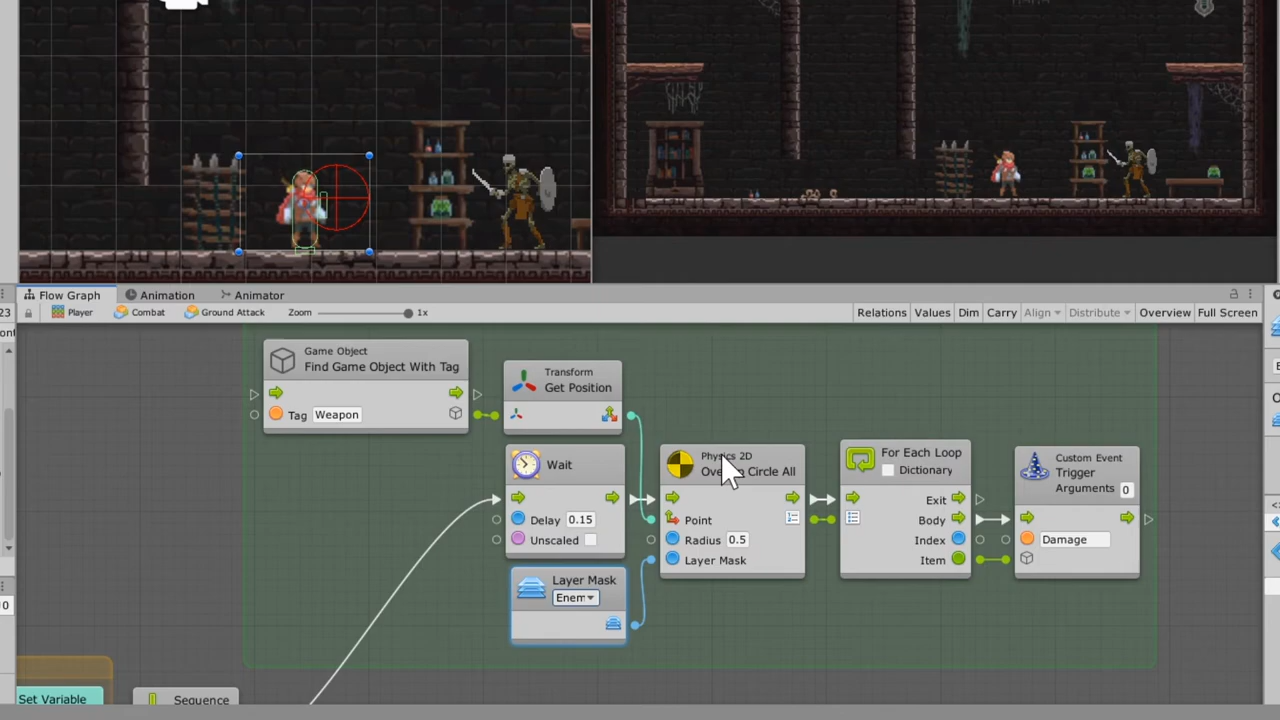 Flow Graph
Animation
Animator
23
Player
Combat
Ground Attack
Zoom
1x
Relations
Values
Dim
Carry
Align
Distribute
Overview
Full Screen
Game Object
Find Game Object With Tag
Tag Weapon
Transform
Get Position
Wait
Delay 0.15
Unscaled
Layer Mask
Enem
Physics 2D
Circle All
Point
Radius 0.5
Layer Mask
For Each Loop
Dictionary
Exit
Body
Index
Item
Custom Event
Trigger
Arguments 0
Damage
Set Variable
Sequence